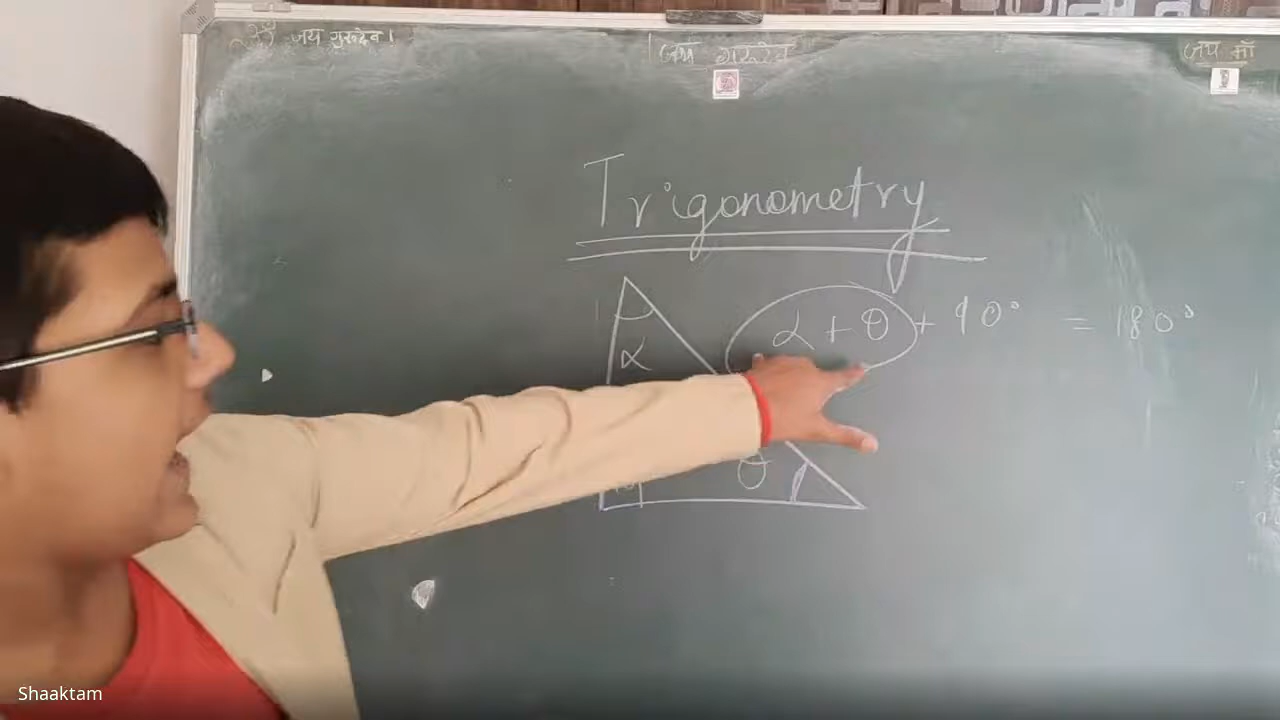 ॐ जय गुरुदेव।
जय गुरुदेव
जय माँ
Trigonometry
α + θ + 90° = 180°
α
θ
Shaaktam